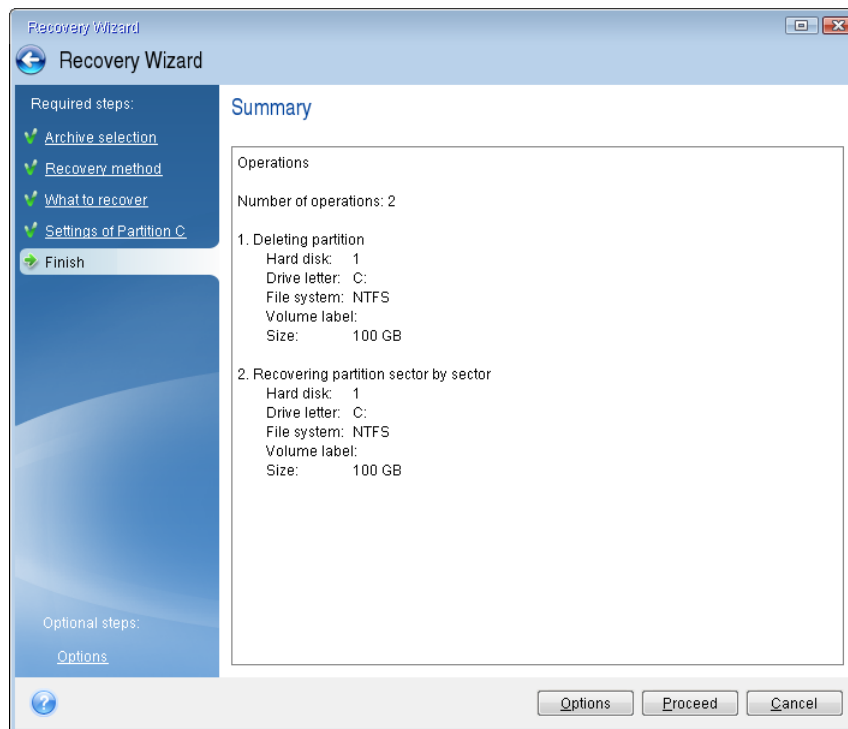 Recovery Wizard
Recovery Wizard
Required steps:
Archive selection
Recovery method
What to recover
Settings of Partition C
Finish
Optional steps:
Options
Summary
Operations
Number of operations: 2
1. Deleting partition
Hard disk: 1
Drive letter: C:
File system: NTFS
Volume label:
Size: 100 GB
2. Recovering partition sector by sector
Hard disk: 1
Drive letter: C:
File system: NTFS
Volume label:
Size: 100 GB
?
Options
Proceed
Cancel